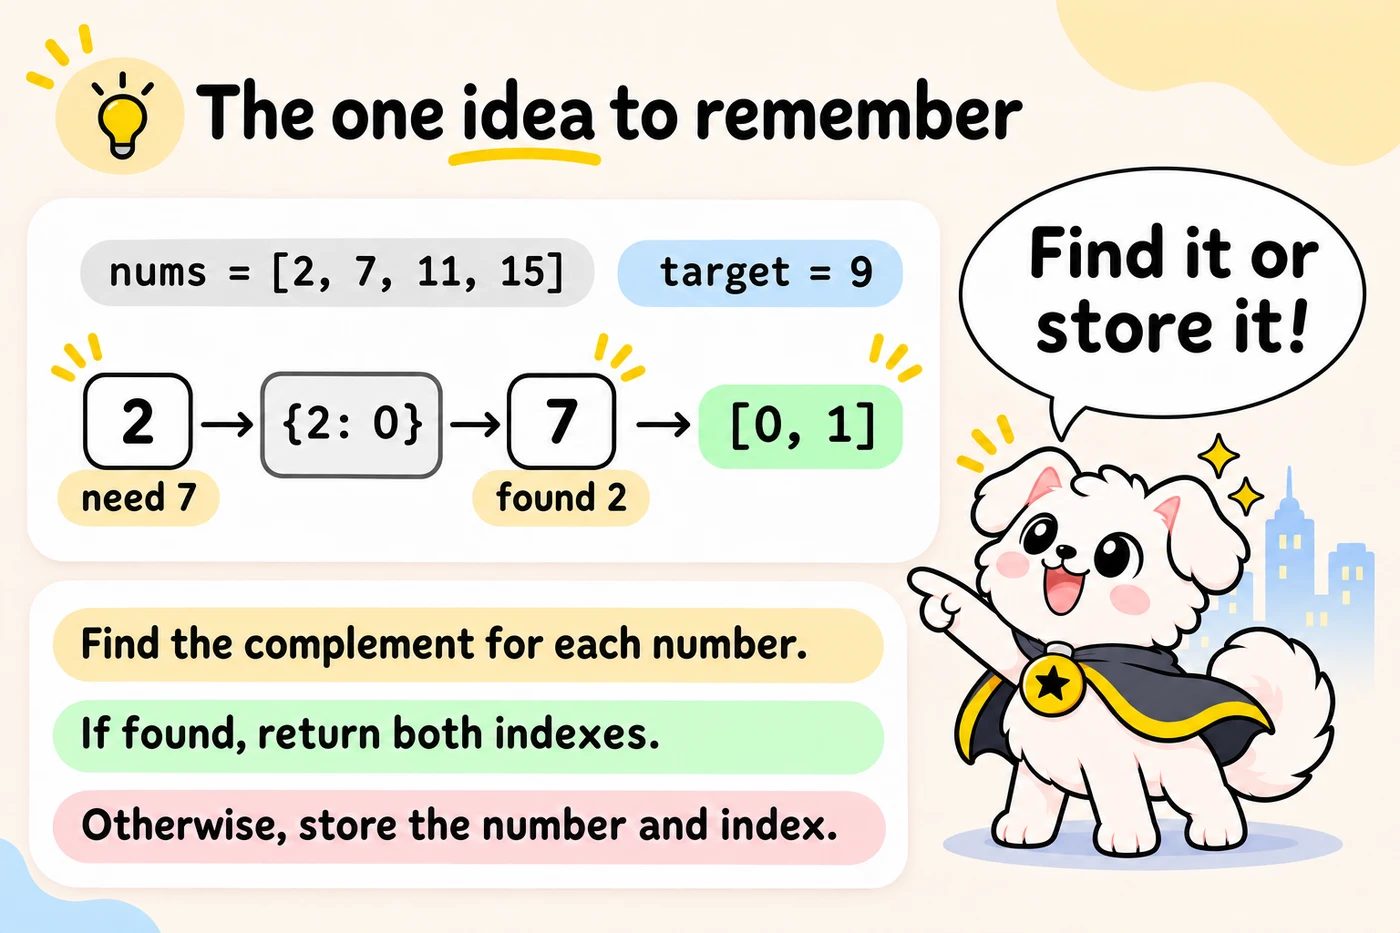 The one idea to remember
nums = [2, 7, 11, 15]
target = 9
2
{2: 0}
7
[0, 1]
need 7
found 2
Find the complement for each number.
If found, return both indexes.
Otherwise, store the number and index.
Find it or
store it!